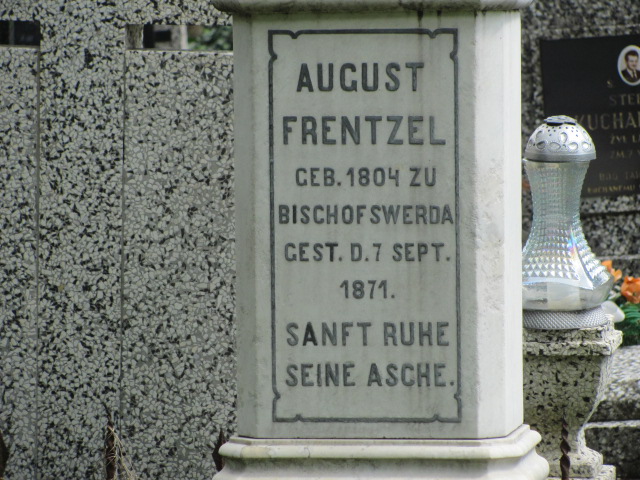 AUGUST
FRENTZEL
GEB. 1804 ZU
BISCHOFSWERDA
GEST. D. 7 SEPT.
1871.
SANFT RUHE
SEINE ASCHE.